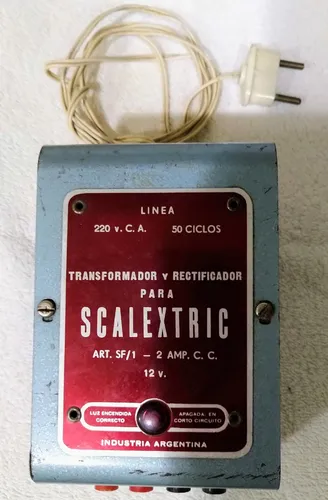 LINEA
220 v. C. A. 50 CICLOS
TRANSFORMADOR Y RECTIFICADOR
PARA
SCALEXTRIC
ART. SF/1 - 2 AMP. C. C.
12 v.
LUZ ENCENDIDA APAGADA EN
CORRECTO CORTO CIRCUITO
INDUSTRIA ARGENTINA